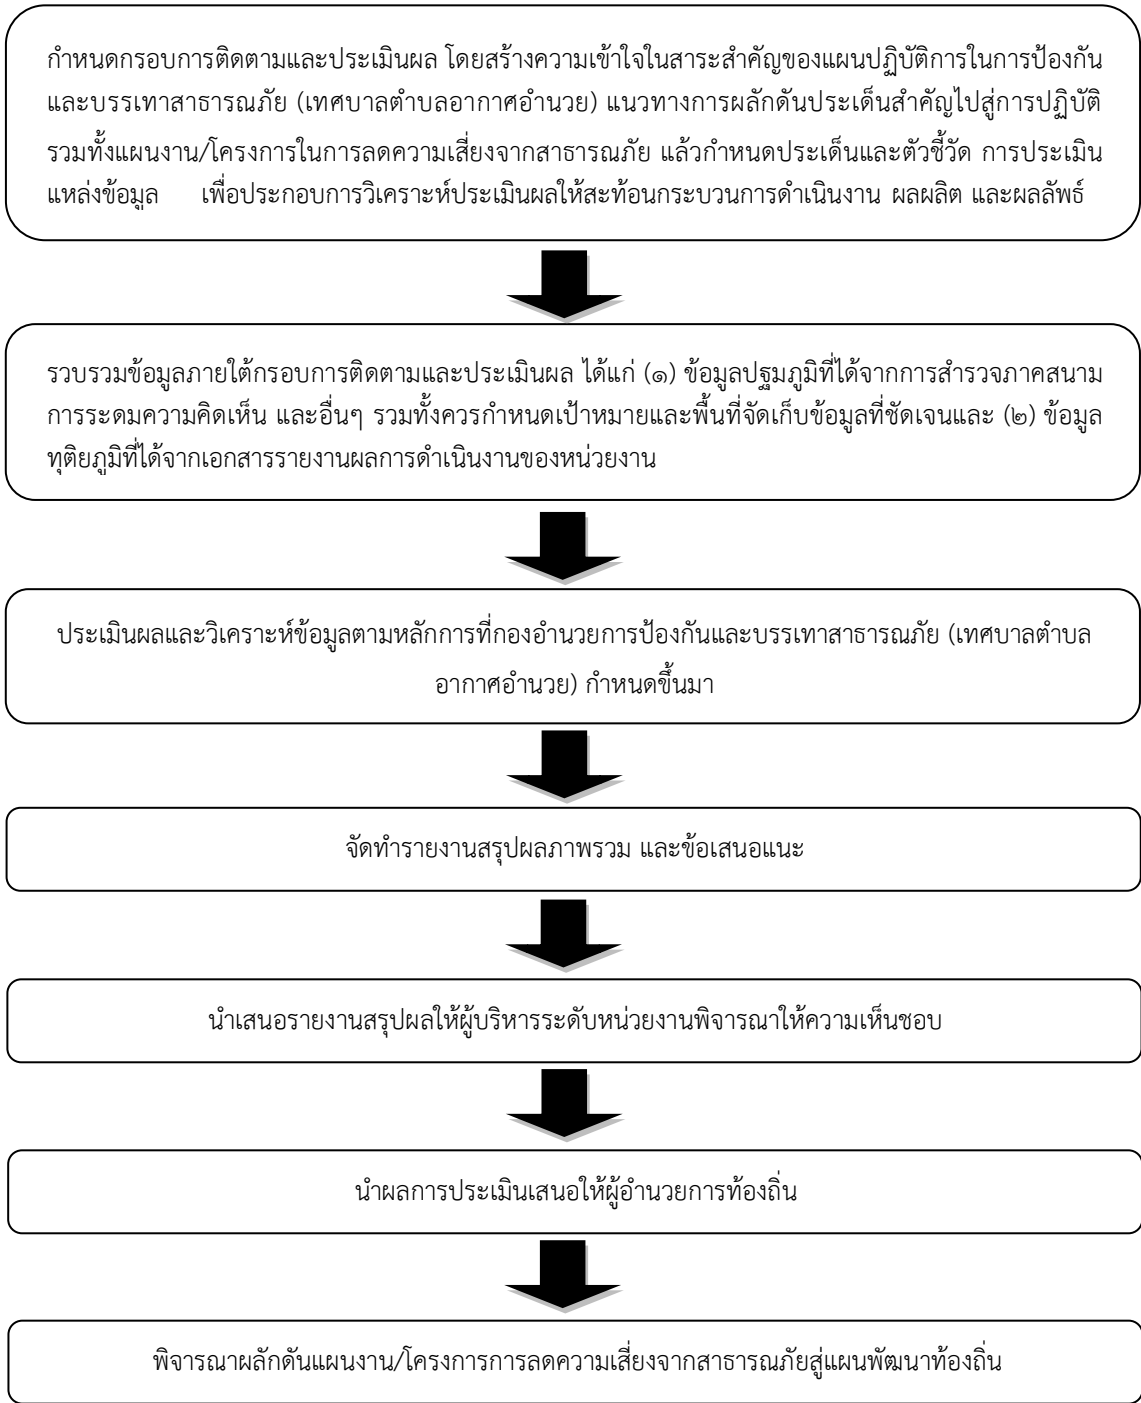 กำหนดกรอบการติดตามและประเมินผล โดยสร้างความเข้าใจในสาระสำคัญของแผนปฏิบัติการในการป้องกัน
และบรรเทาสาธารณภัย (เทศบาลตำบลอากาศอำนวย) แนวทางการผลักดันประเด็นสำคัญไปสู่การปฏิบัติ
รวมทั้งแผนงาน/โครงการในการลดความเสี่ยงจากสาธารณภัย แล้วกำหนดประเด็นและตัวชี้วัด การประเมิน
แหล่งข้อมูล เพื่อประกอบการวิเคราะห์ประเมินผลให้สะท้อนกระบวนการดำเนินงาน ผลผลิต และผลลัพธ์
รวบรวมข้อมูลภายใต้กรอบการติดตามและประเมินผล ได้แก่ (๑) ข้อมูลปฐมภูมิที่ได้จากการสำรวจภาคสนาม
การระดมความคิดเห็น และอื่นๆ รวมทั้งควรกำหนดเป้าหมายและพื้นที่จัดเก็บข้อมูลที่ชัดเจนและ (๒) ข้อมูล
ทุติยภูมิที่ได้จากเอกสารรายงานผลการดำเนินงานของหน่วยงาน
ประเมินผลและวิเคราะห์ข้อมูลตามหลักการที่กองอำนวยการป้องกันและบรรเทาสาธารณภัย (เทศบาลตำบล
อากาศอำนวย) กำหนดขึ้นมา
จัดทำรายงานสรุปผลภาพรวม และข้อเสนอแนะ
นำเสนอรายงานสรุปผลให้ผู้บริหารระดับหน่วยงานพิจารณาให้ความเห็นชอบ
นำผลการประเมินเสนอให้ผู้อำนวยการท้องถิ่น
พิจารณาผลักดันแผนงาน/โครงการการลดความเสี่ยงจากสาธารณภัยสู่แผนพัฒนาท้องถิ่น